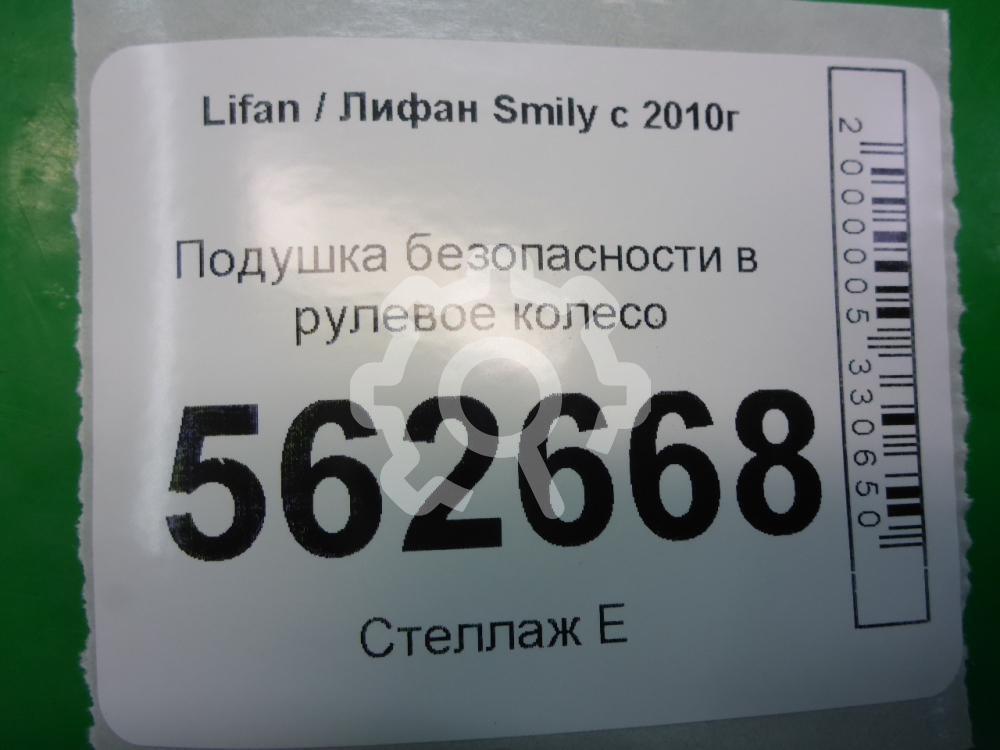 Lifan / Лифан Smily с 2010г
Подушка безопасности в
рулевое колесо
562668
Стеллаж Е
2000005330650